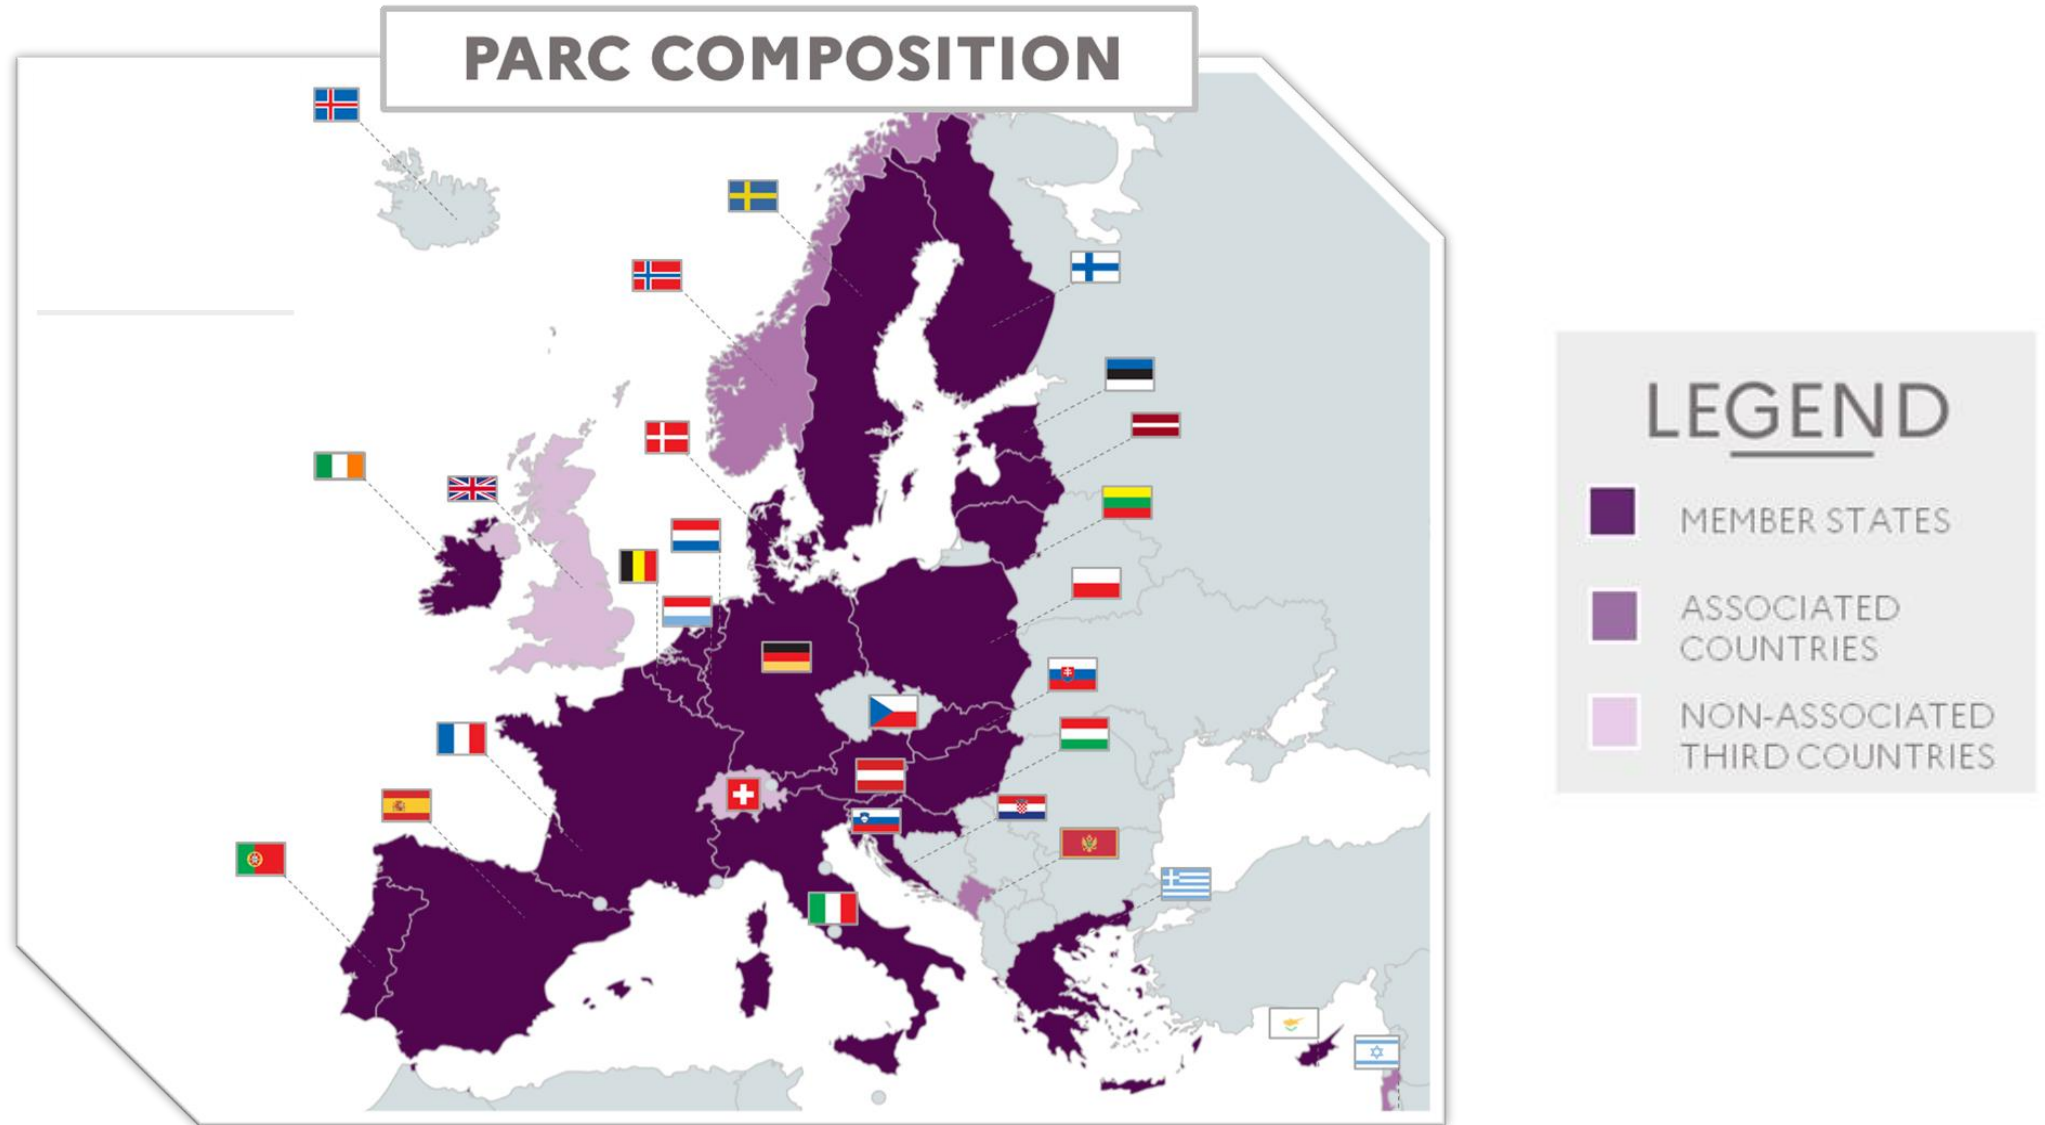 PARC COMPOSITION
LEGEND
MEMBER STATES
ASSOCIATED
COUNTRIES
NON-ASSOCIATED
THIRD COUNTRIES